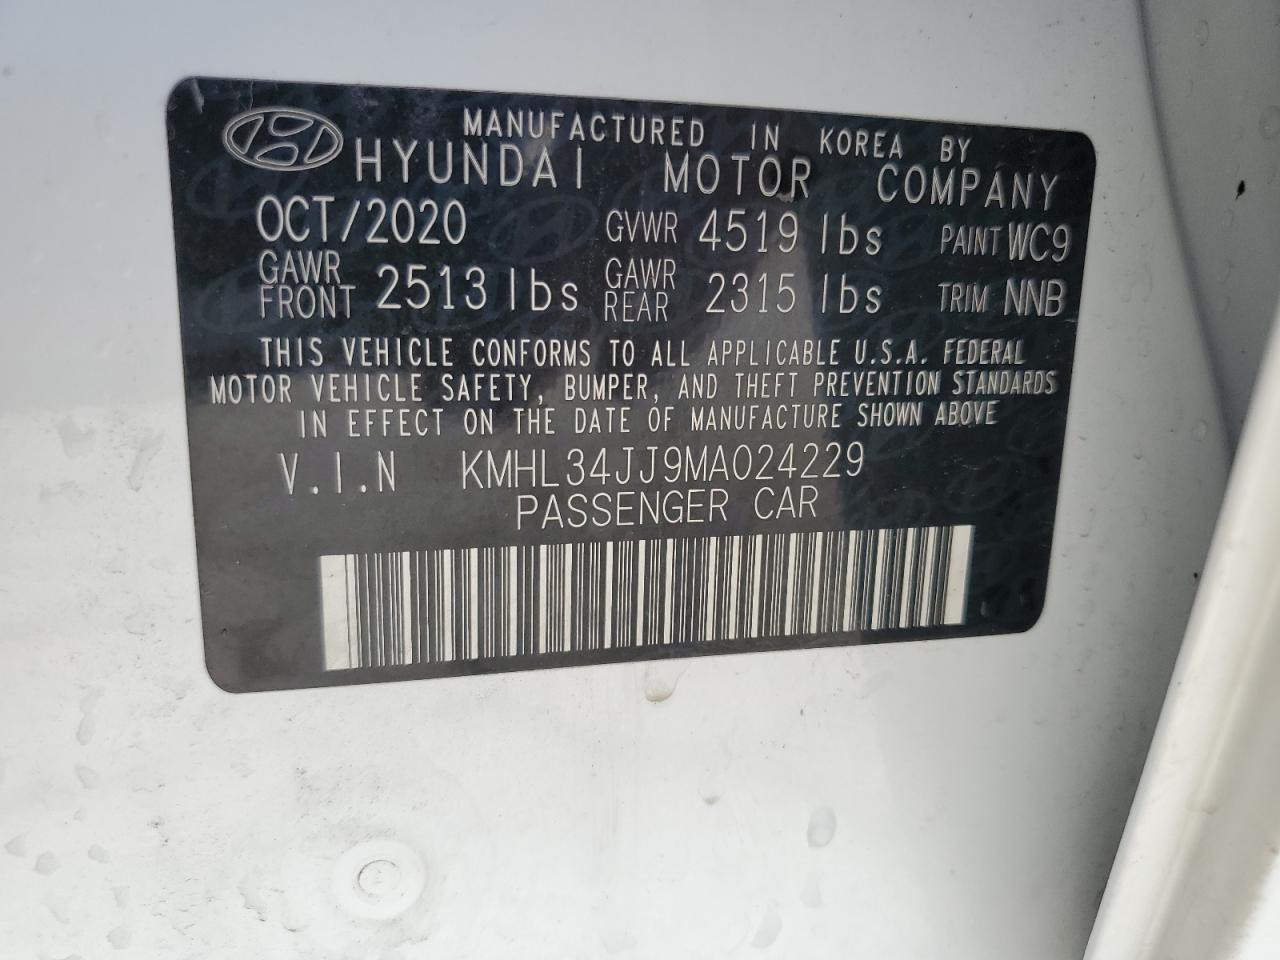 MANUFACTURED IN KOREA BY
HYUNDAI MOTOR COMPANY
OCT/2020 GVWR 4519 lbs PAINT WC9
GAWR FRONT 2513 lbs GAWR REAR 2315 lbs TRIM NNB
THIS VEHICLE CONFORMS TO ALL APPLICABLE U.S.A. FEDERAL
MOTOR VEHICLE SAFETY, BUMPER, AND THEFT PREVENTION STANDARDS
IN EFFECT ON THE DATE OF MANUFACTURE SHOWN ABOVE
V.I.N KMHL34JJ9MA024229
PASSENGER CAR